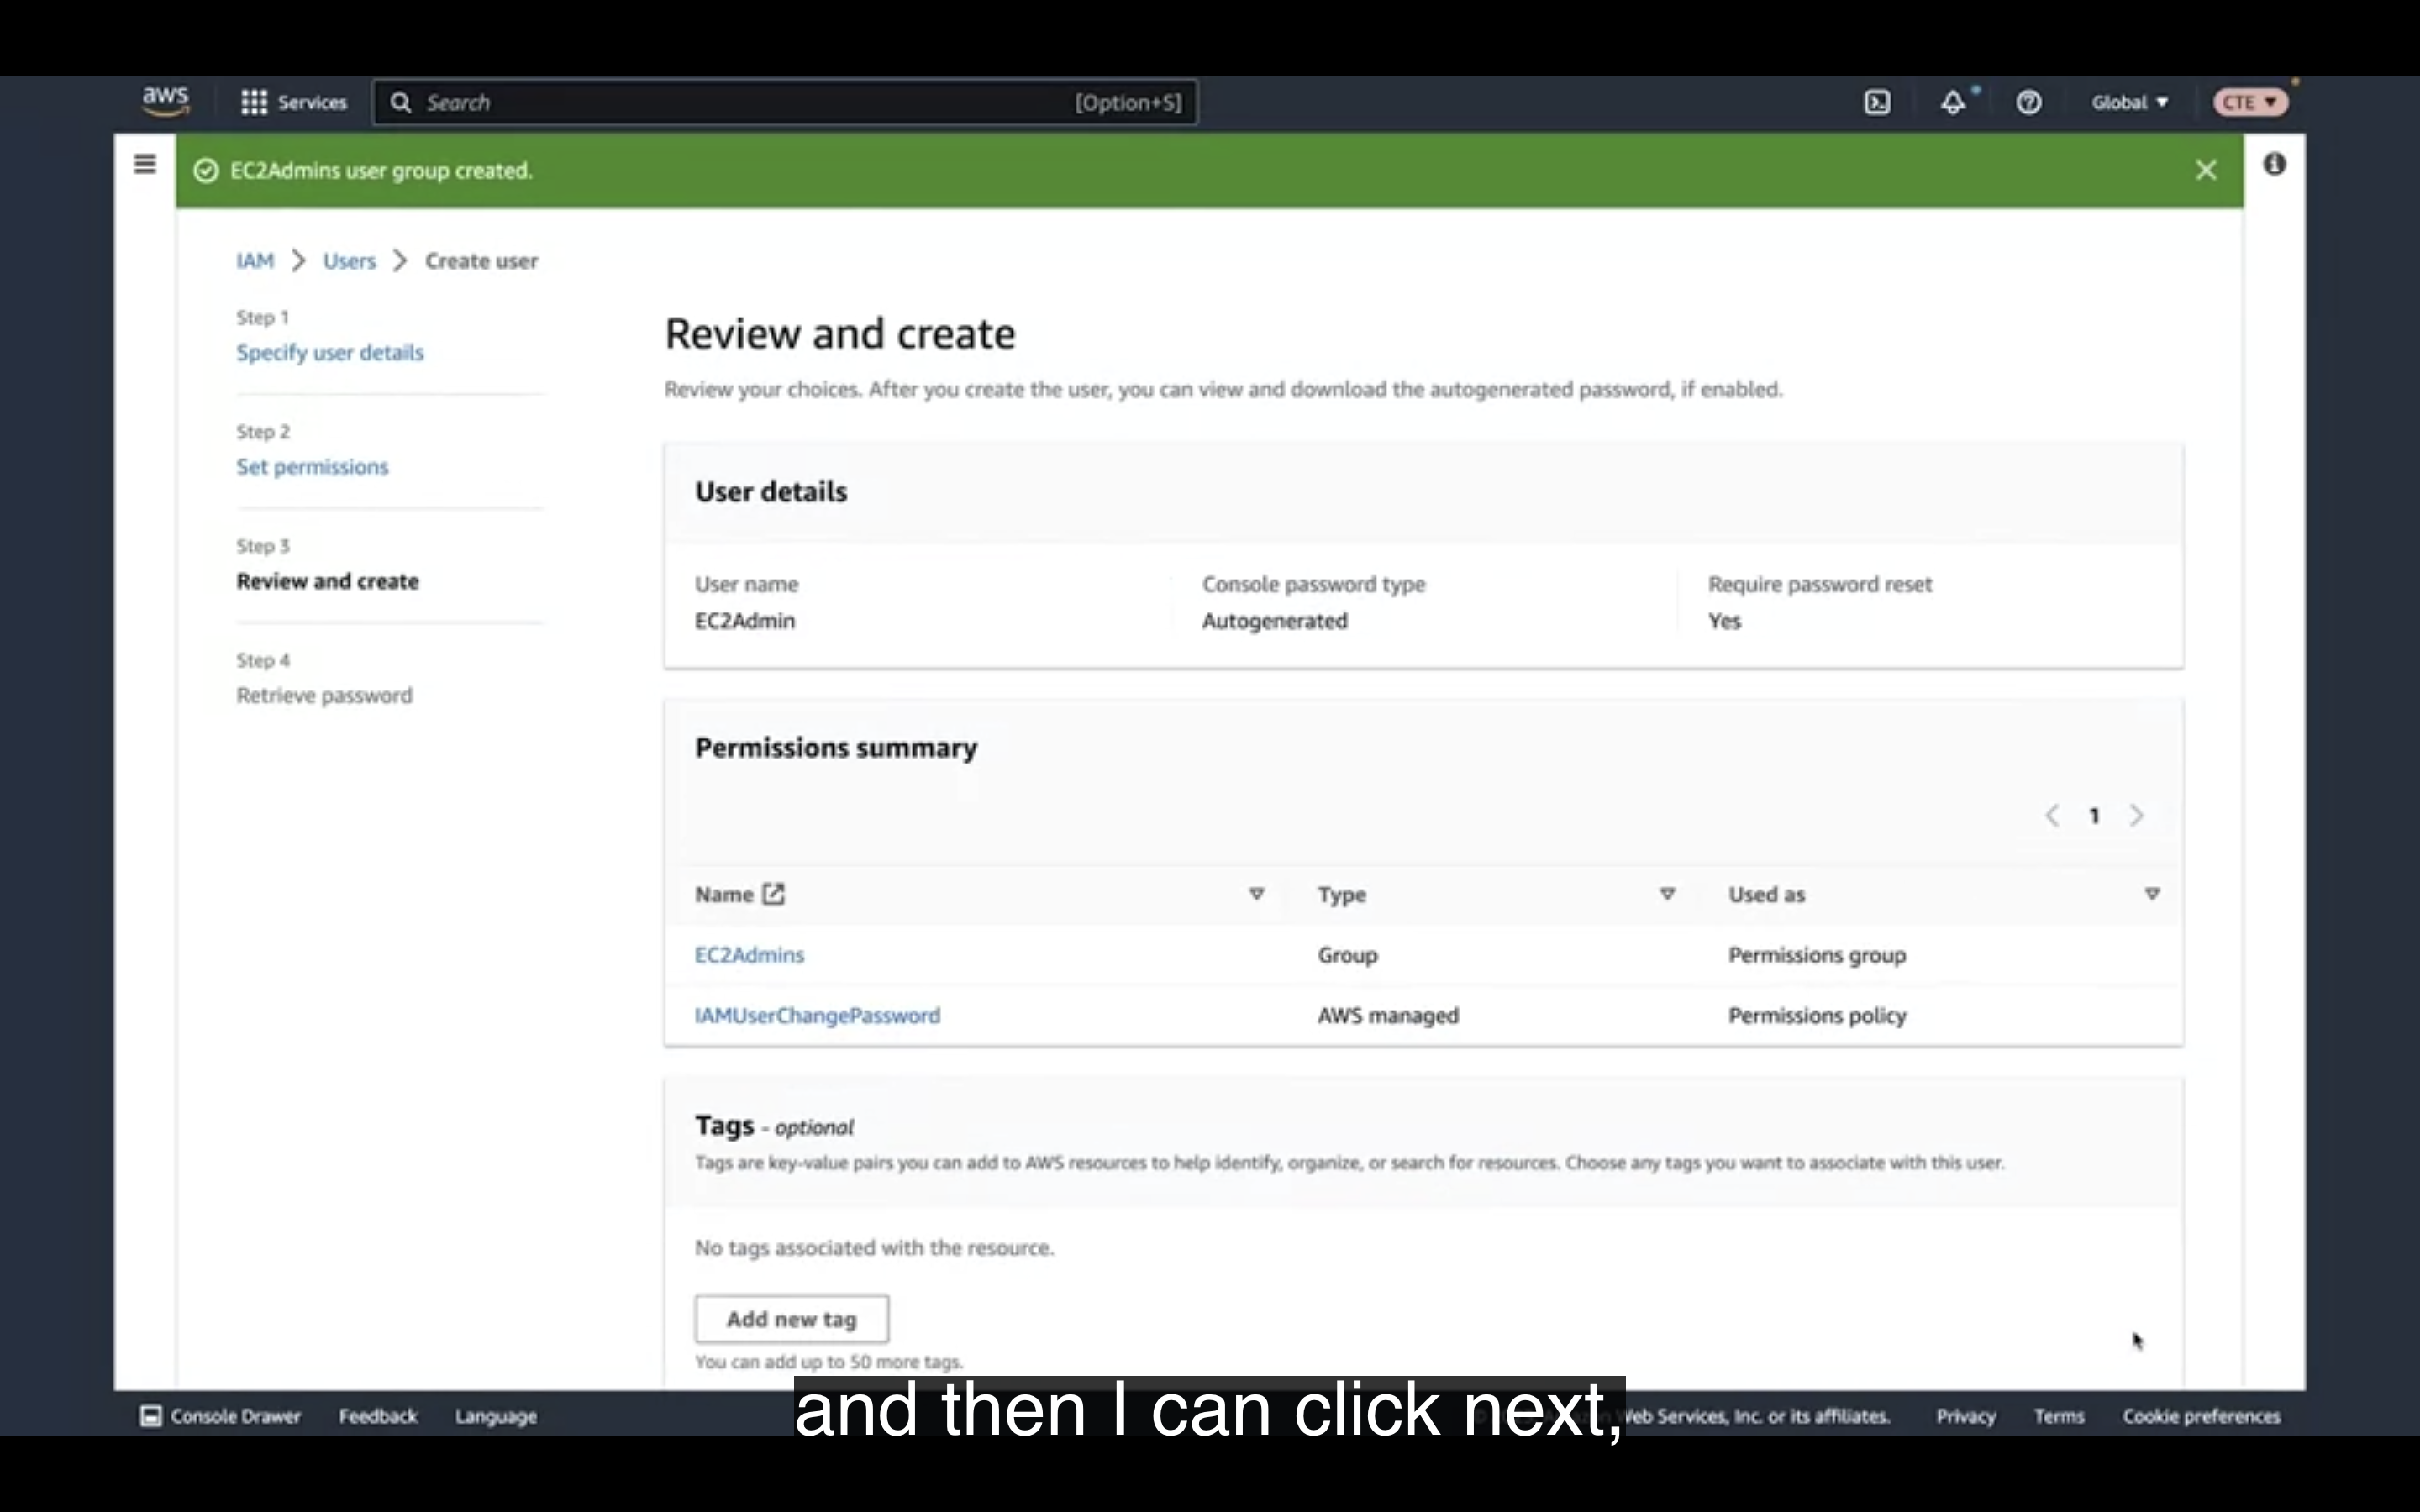 aws
Services
Search
[Option+S]
Global
CTE
EC2Admins user group created.
IAM > Users > Create user
Step 1
Specify user details
Step 2
Set permissions
Step 3
Review and create
Step 4
Retrieve password
Review and create
Review your choices. After you create the user, you can view and download the autogenerated password, if enabled.
User details
User name
EC2Admin
Console password type
Autogenerated
Require password reset
Yes
Permissions summary
1
Name Type Used as
EC2Admins Group Permissions group
IAMUserChangePassword AWS managed Permissions policy
Tags - optional
Tags are key-value pairs you can add to AWS resources to help identify, organize, or search for resources. Choose any tags you want to associate with this user.
No tags associated with the resource.
Add new tag
You can add up to 50 more tags.
and then I can click next,
Console Drawer Feedback Language
Web Services, Inc. or its affiliates. Privacy Terms Cookie preferences